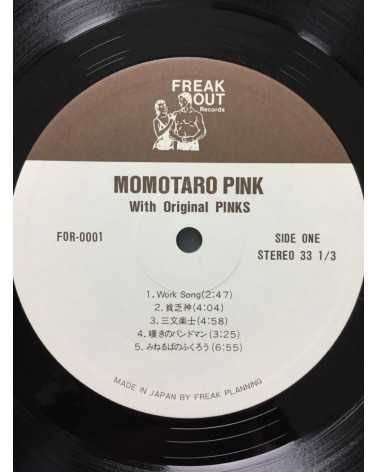 FREAK
OUT
Records
MOMOTARO PINK
With Original PINKS
FOR-0001
SIDE ONE
STEREO 33 1/3
1. Work Song(2:47)
2. 貧乏神(4:04)
3. 三文楽士(4:58)
4. 嘆きのバンドマン(3:25)
5. みねるばのふくろう(6:55)
MADE IN JAPAN BY FREAK PLANNING